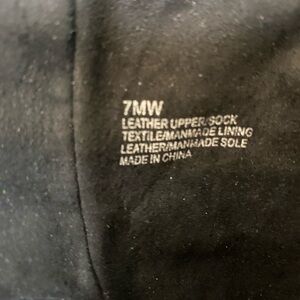 7MW
LEATHER UPPER/SOCK
TEXTILE/MANMADE LINING
LEATHER/MANMADE SOLE
MADE IN CHINA